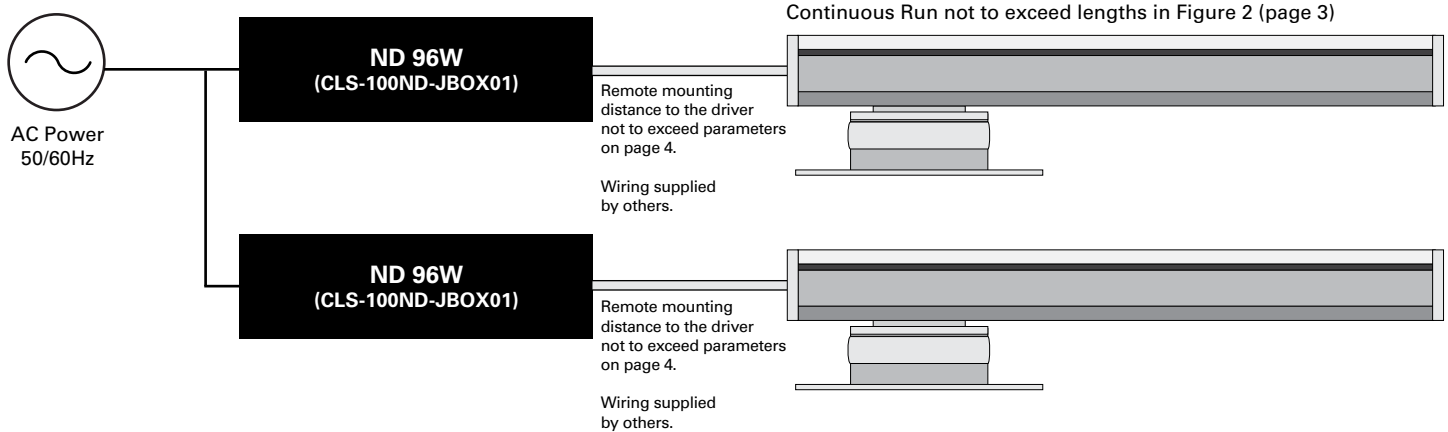 Continuous Run not to exceed lengths in Figure 2 (page 3)
ND 96W
(CLS-100ND-JBOX01)
AC Power
50/60Hz
Remote mounting
distance to the driver
not to exceed parameters
on page 4.
Wiring supplied
by others.
ND 96W
(CLS-100ND-JBOX01)
Remote mounting
distance to the driver
not to exceed parameters
on page 4.
Wiring supplied
by others.